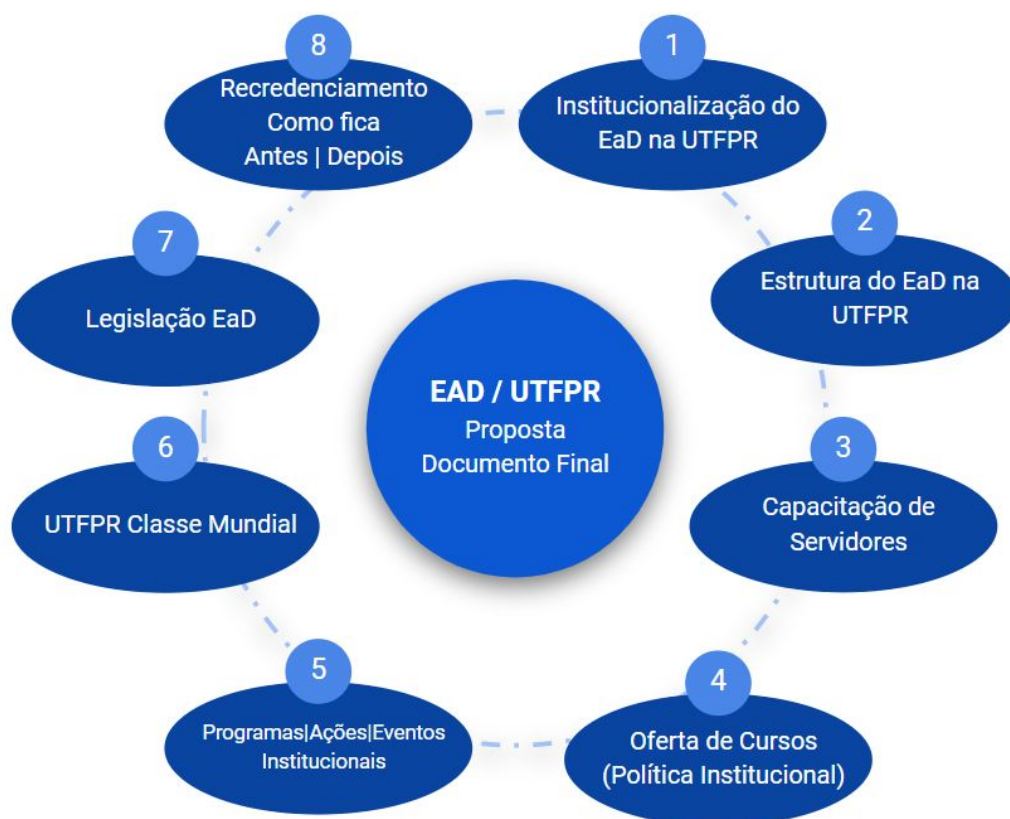 8
Recredenciamento
Como fica
Antes | Depois
1
Institucionalização do
EaD na UTFPR
2
Estrutura do EaD na
UTFPR
7
Legislação EaD
EAD / UTFPR
Proposta
Documento Final
3
Capacitação de
Servidores
6
UTFPR Classe Mundial
5
Programas|Ações|Eventos
Institucionais
4
Oferta de Cursos
(Política Institucional)